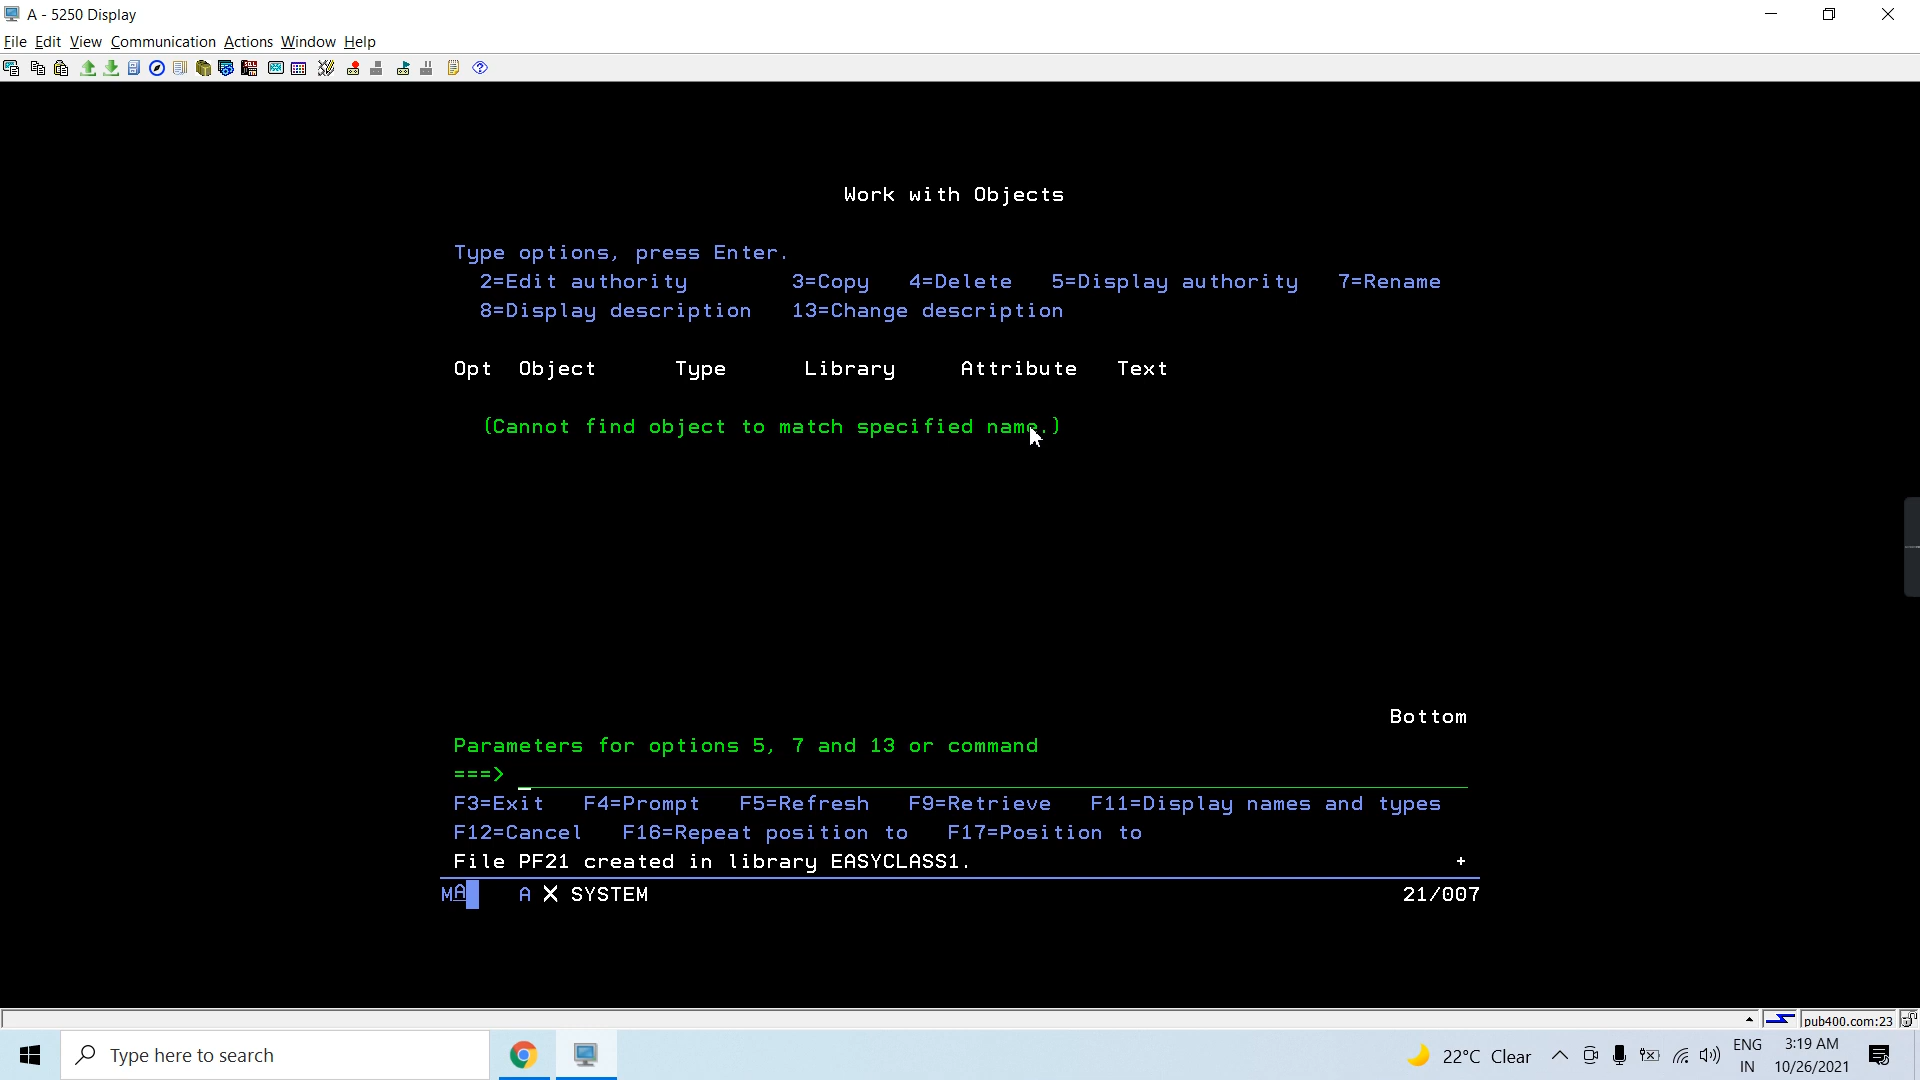 A - 5250 Display
File Edit View Communication Actions Window Help
Work with Objects
Type options, press Enter.
2=Edit authority 3=Copy 4=Delete 5=Display authority 7=Rename
8=Display description 13=Change description
Opt Object Type Library Attribute Text
(Cannot find object to match specified name.)
Bottom
Parameters for options 5, 7 and 13 or command
===>
F3=Exit F4=Prompt F5=Refresh F9=Retrieve F11=Display names and types
F12=Cancel F16=Repeat position to F17=Position to
File PF21 created in library EASYCLASS1. +
MA A X SYSTEM 21/007
pub400.com:23
Type here to search
22°C Clear
ENG
IN
3:19 AM
10/26/2021